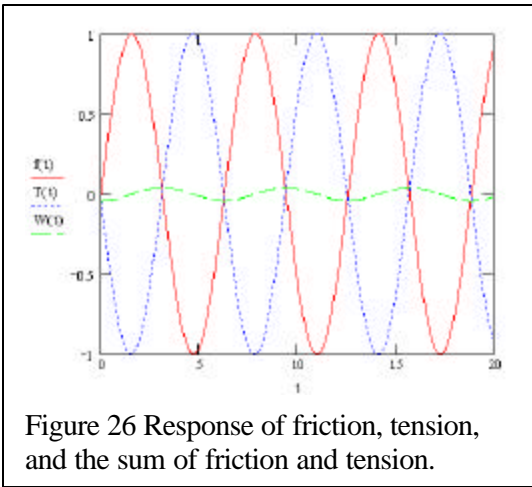 1
0.5
f(t)
T(t)
W(t)
0
-0.5
-1
0 5 10 15 20
t
Figure 26 Response of friction, tension,
and the sum of friction and tension.